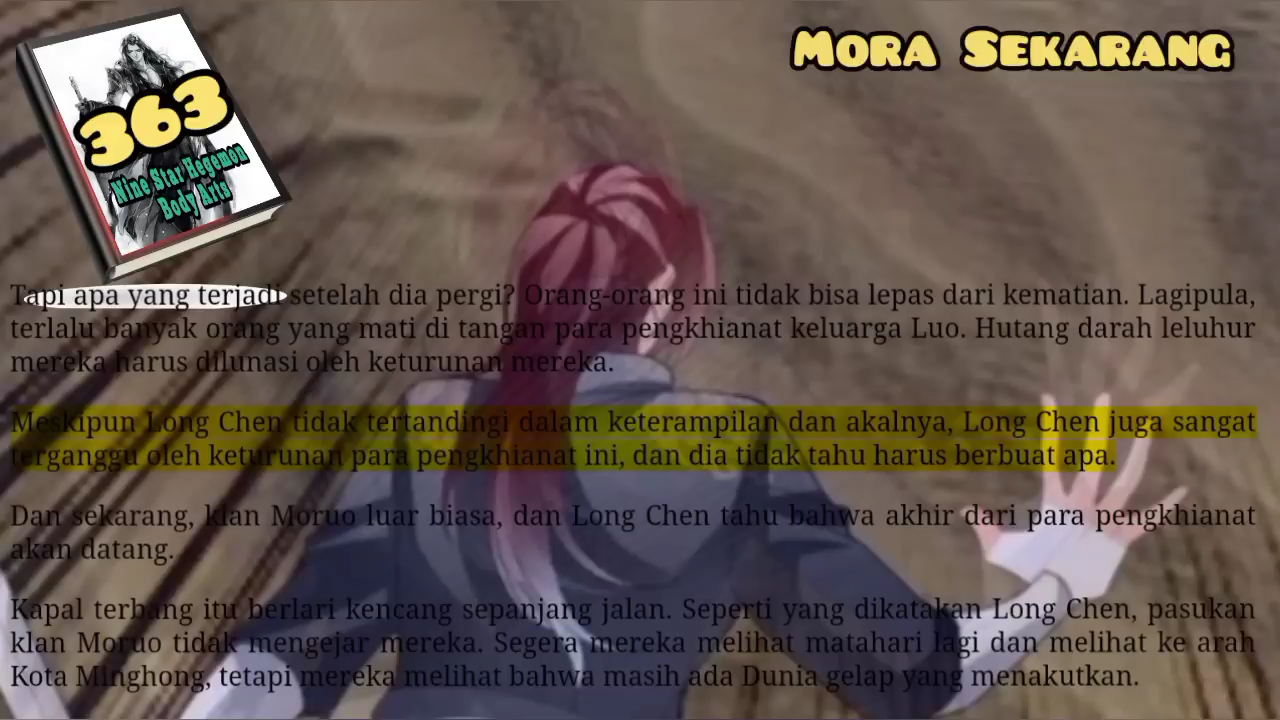 363
Nine Star Hegemon
Body Arts
Mora Sekarang
Tapi apa yang terjadi setelah dia pergi? Orang-orang ini tidak bisa lepas dari kematian. Lagipula,
terlalu banyak orang yang mati di tangan para pengkhianat keluarga Luo. Hutang darah leluhur
mereka harus dilunasi oleh keturunan mereka.
Meskipun Long Chen tidak tertandingi dalam keterampilan dan akalnya, Long Chen juga sangat
terganggu oleh keturunan para pengkhianat ini, dan dia tidak tahu harus berbuat apa.
Dan sekarang, klan Moruo luar biasa, dan Long Chen tahu bahwa akhir dari para pengkhianat
akan datang.
Kapal terbang itu berlari kencang sepanjang jalan. Seperti yang dikatakan Long Chen, pasukan
klan Moruo tidak mengejar mereka. Segera mereka melihat matahari lagi dan melihat ke arah
Kota Minghong, tetapi mereka melihat bahwa masih ada Dunia gelap yang menakutkan.